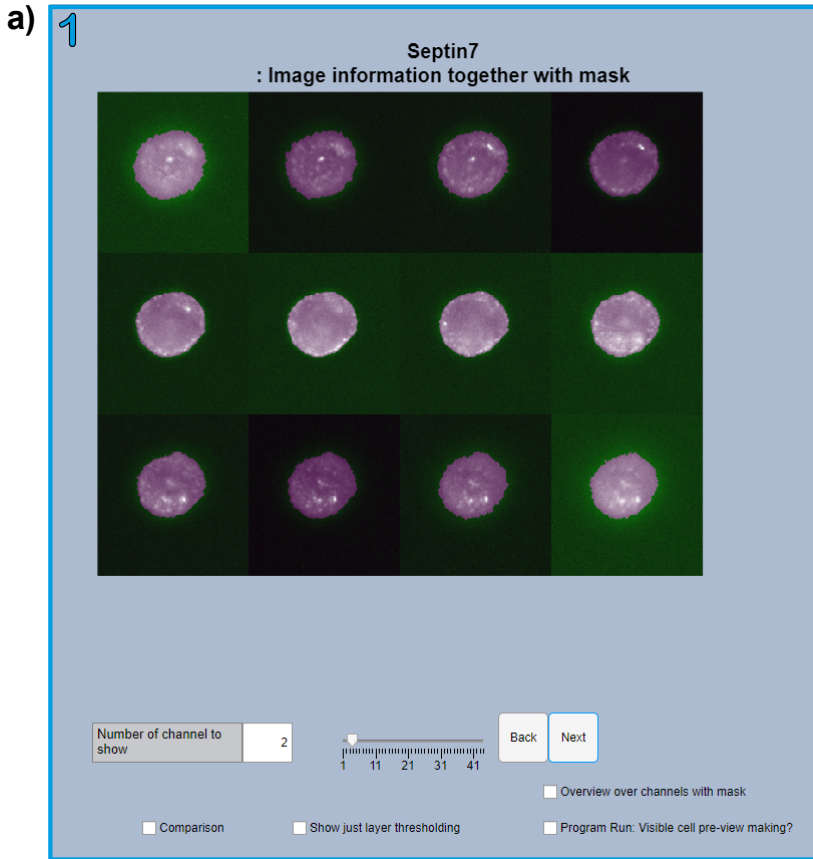 a)
1
Septin7
: Image information together with mask
Number of channel to
show
2
1 11 21 31 41
Back
Next
Overview over channels with mask
Comparison
Show just layer thresholding
Program Run: Visible cell pre-view making?